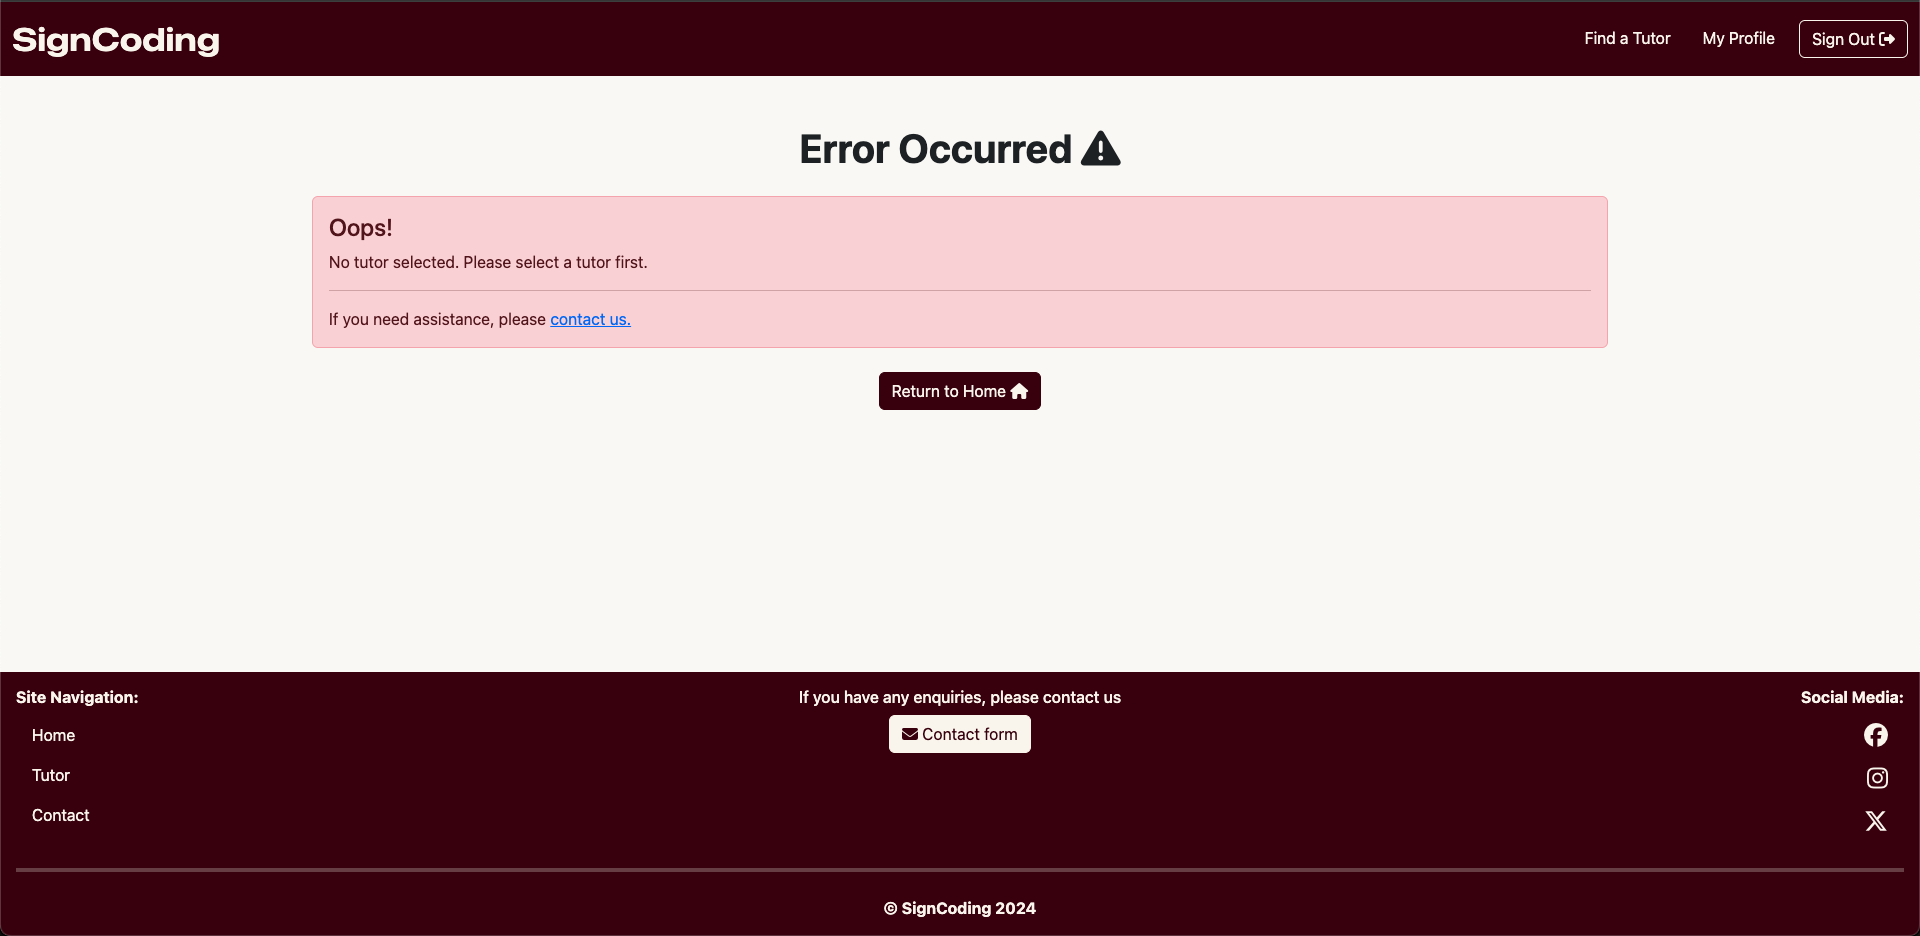 SignCoding
Find a Tutor
My Profile
Sign Out
Error Occurred
Oops!
No tutor selected. Please select a tutor first.
If you need assistance, please contact us.
Return to Home
Site Navigation:
Home
Tutor
Contact
If you have any enquiries, please contact us
Contact form
Social Media:
© SignCoding 2024